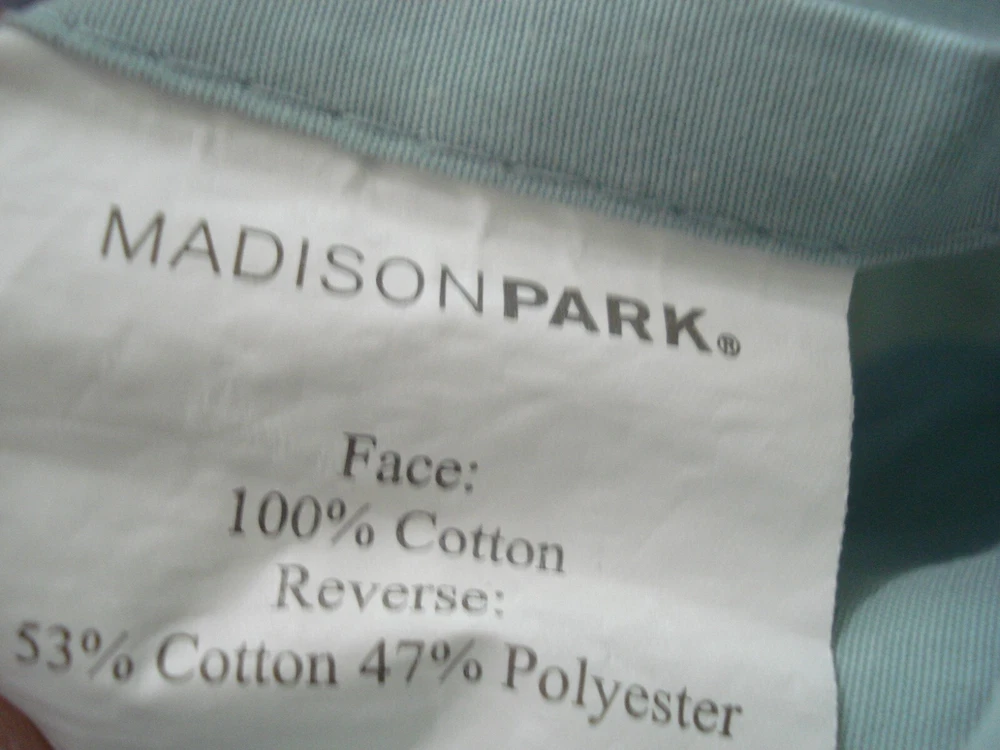 MADISONPARK®
Face:
100% Cotton
Reverse:
53% Cotton 47% Polyester